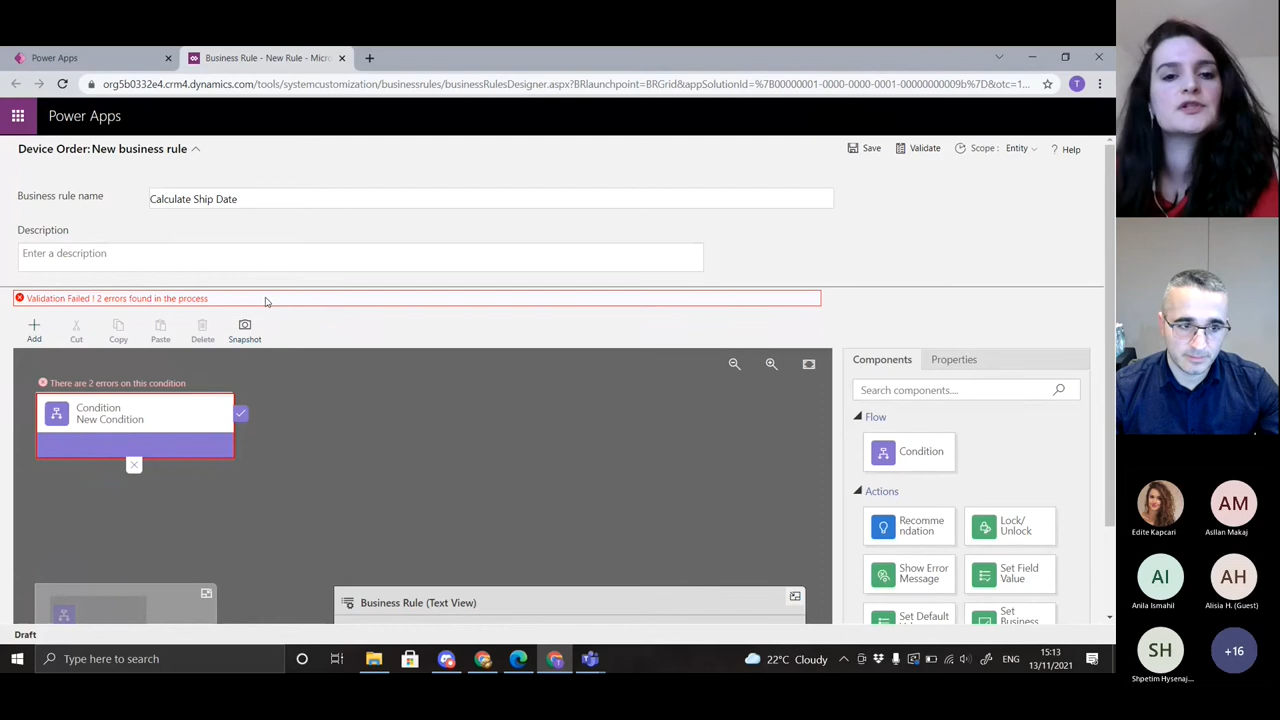 Power Apps
Business Rule - New Rule - Micro
org5b0332e4.crm4.dynamics.com/tools/systemcustomization/businessrules/businessRulesDesigner.aspx?BRlaunchpoint=BRGrid&appSolutionId=%7B00000001-0000-0000-0001-00000000009b%7D&otc=1...
T
Power Apps
Device Order: New business rule
Save
Validate
Scope :
Entity
? Help
Business rule name
Calculate Ship Date
Description
Enter a description
Validation Failed ! 2 errors found in the process
Add
Cut
Copy
Paste
Delete
Snapshot
There are 2 errors on this condition
Condition
New Condition
Components
Properties
Search components....
Flow
Condition
Actions
Recomme
ndation
Lock/
Unlock
Show Error
Message
Set Field
Value
Set Default
Set
Business
Business Rule (Text View)
Draft
Type here to search
22°C Cloudy
ENG
15:13
13/11/2021
Edite Kapcari
AM
Asllan Makaj
AI
Anila Ismahil
AH
Alisia H. (Guest)
SH
Shpetim Hysenaj...
+16